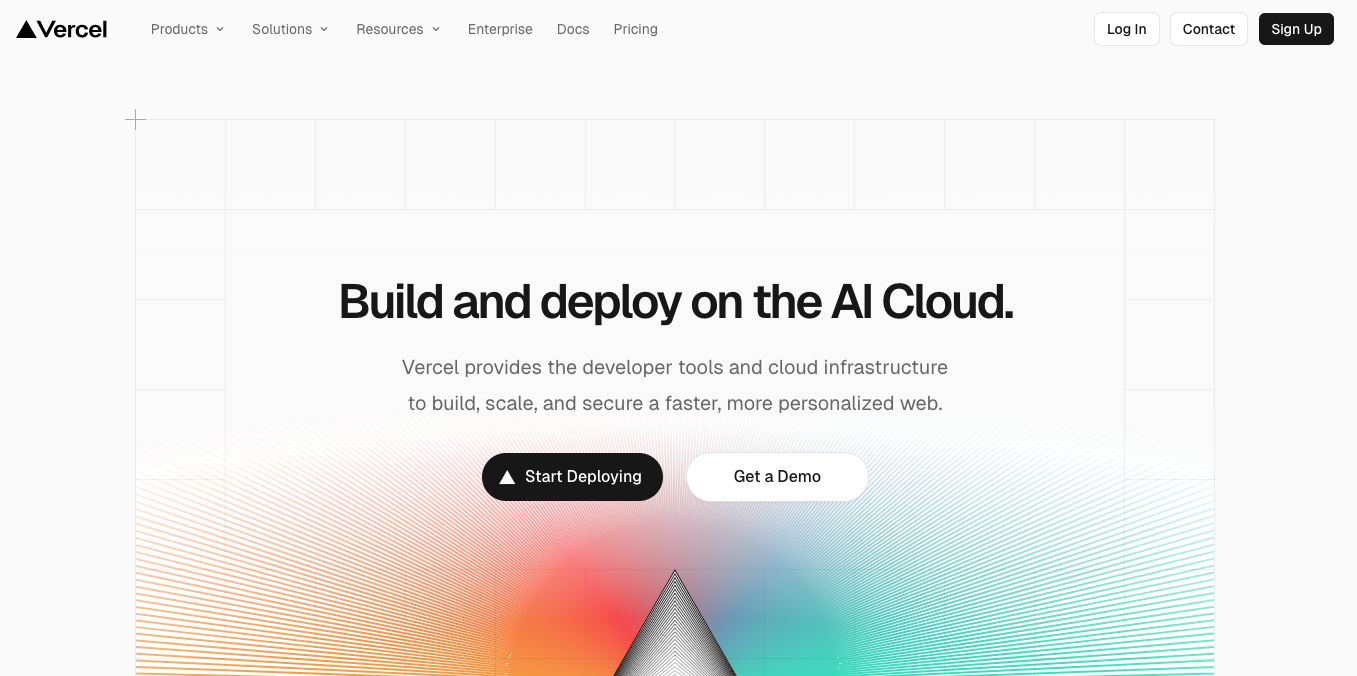 Vercel Products Solutions Resources Enterprise Docs Pricing Log In Contact Sign Up
Build and deploy on the AI Cloud.
Vercel provides the developer tools and cloud infrastructure
to build, scale, and secure a faster, more personalized web.
Start Deploying Get a Demo